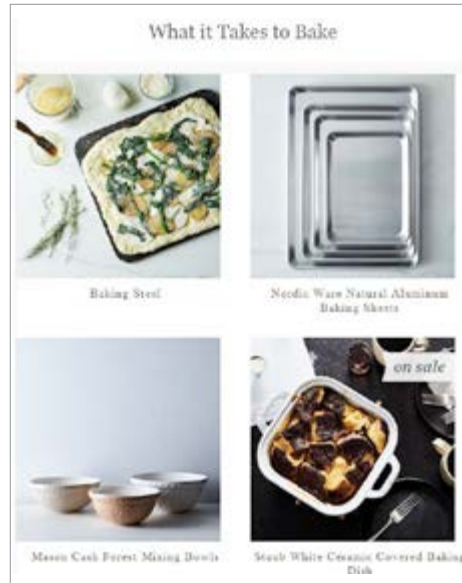 What it Takes to Bake
Baking Steel
Nordic Ware Natural Aluminum
Baking Sheets
on sale
Mason Cash Forest Mixing Bowls
Staub White Ceramic Covered Baking
Dish